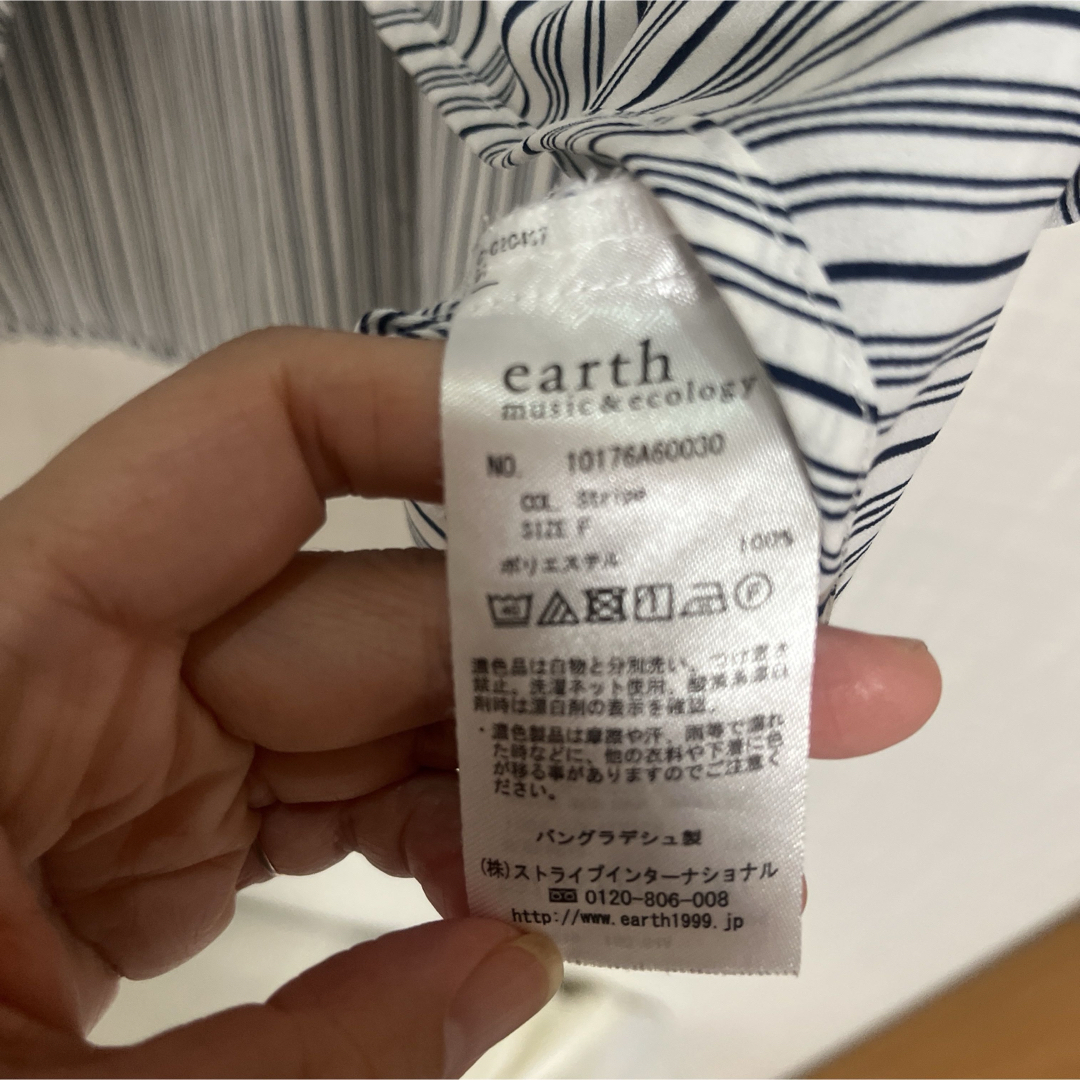 earth
music&ecology
NO. 10176A60030
COL Stripe
SIZE F
ポリエステル 100%
濃色品は白物と分別洗い。つけ置き
禁止。洗濯ネット使用。酸素系漂白
剤時は漂白剤の表示を確認。
・濃色製品は摩擦や汗、雨等で濡れ
た時などに、他の衣料や下着に色
が移る事がありますのでご注意く
ださい。
バングラデシュ製
(株)ストライプインターナショナル
0120-806-008
http://www.earth1999.jp